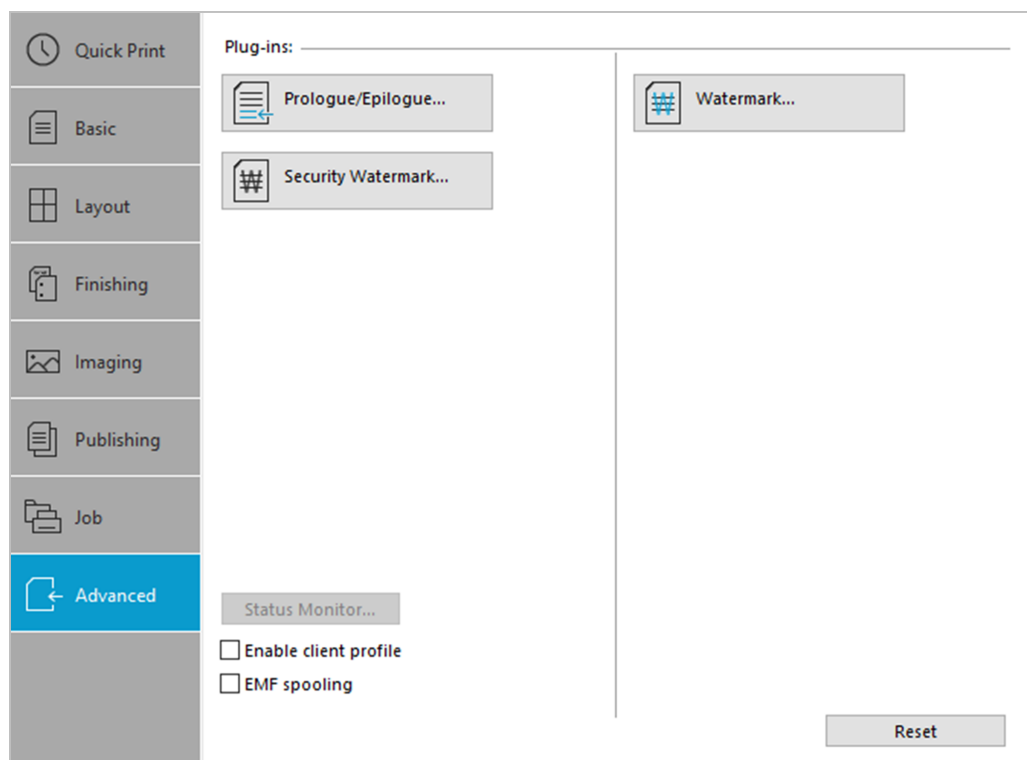 Quick Print
Basic
Layout
Finishing
Imaging
Publishing
Job
Advanced
Plug-ins:
Prologue/Epilogue...
Security Watermark...
Watermark...
Status Monitor...
Enable client profile
EMF spooling
Reset